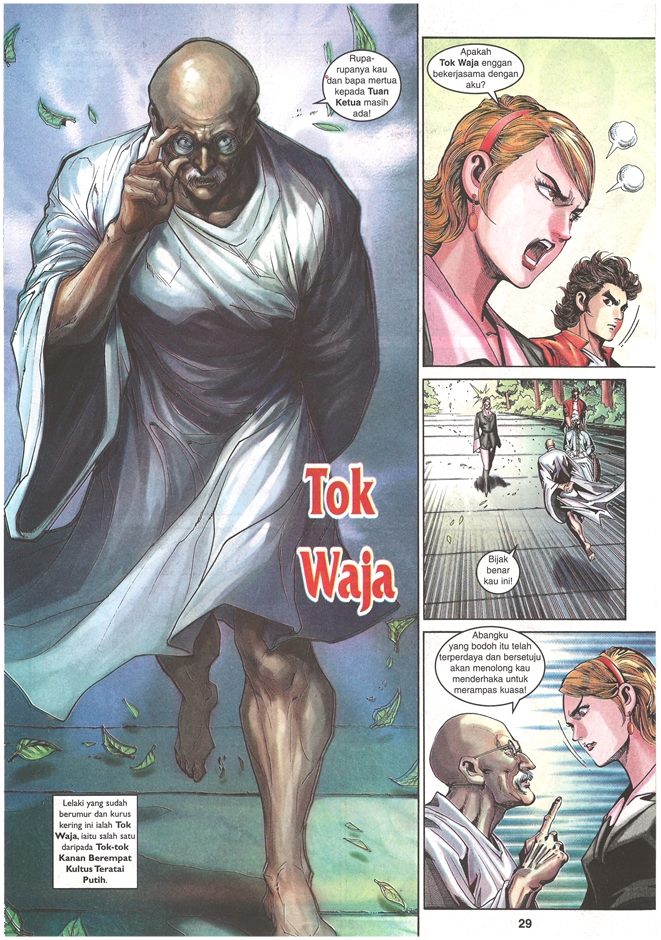 Rupa-
rupanya kau
dan bapa mertua
kepada Tuan
Ketua masih
ada!
Tok
Waja
Lelaki yang sudah
berumur dan kurus
kering ini ialah Tok
Waja, iaitu salah satu
daripada Tok-tok
Kanan Berempat
Kultus Teratai
Putih.
Apakah
Tok Waja enggan
bekerjasama dengan
aku?
Bijak
benar
kau ini!
Abangku
yang bodoh itu telah
terperdaya dan bersetuju
akan menolong kau
menderhaka untuk
merampas kuasa!
29